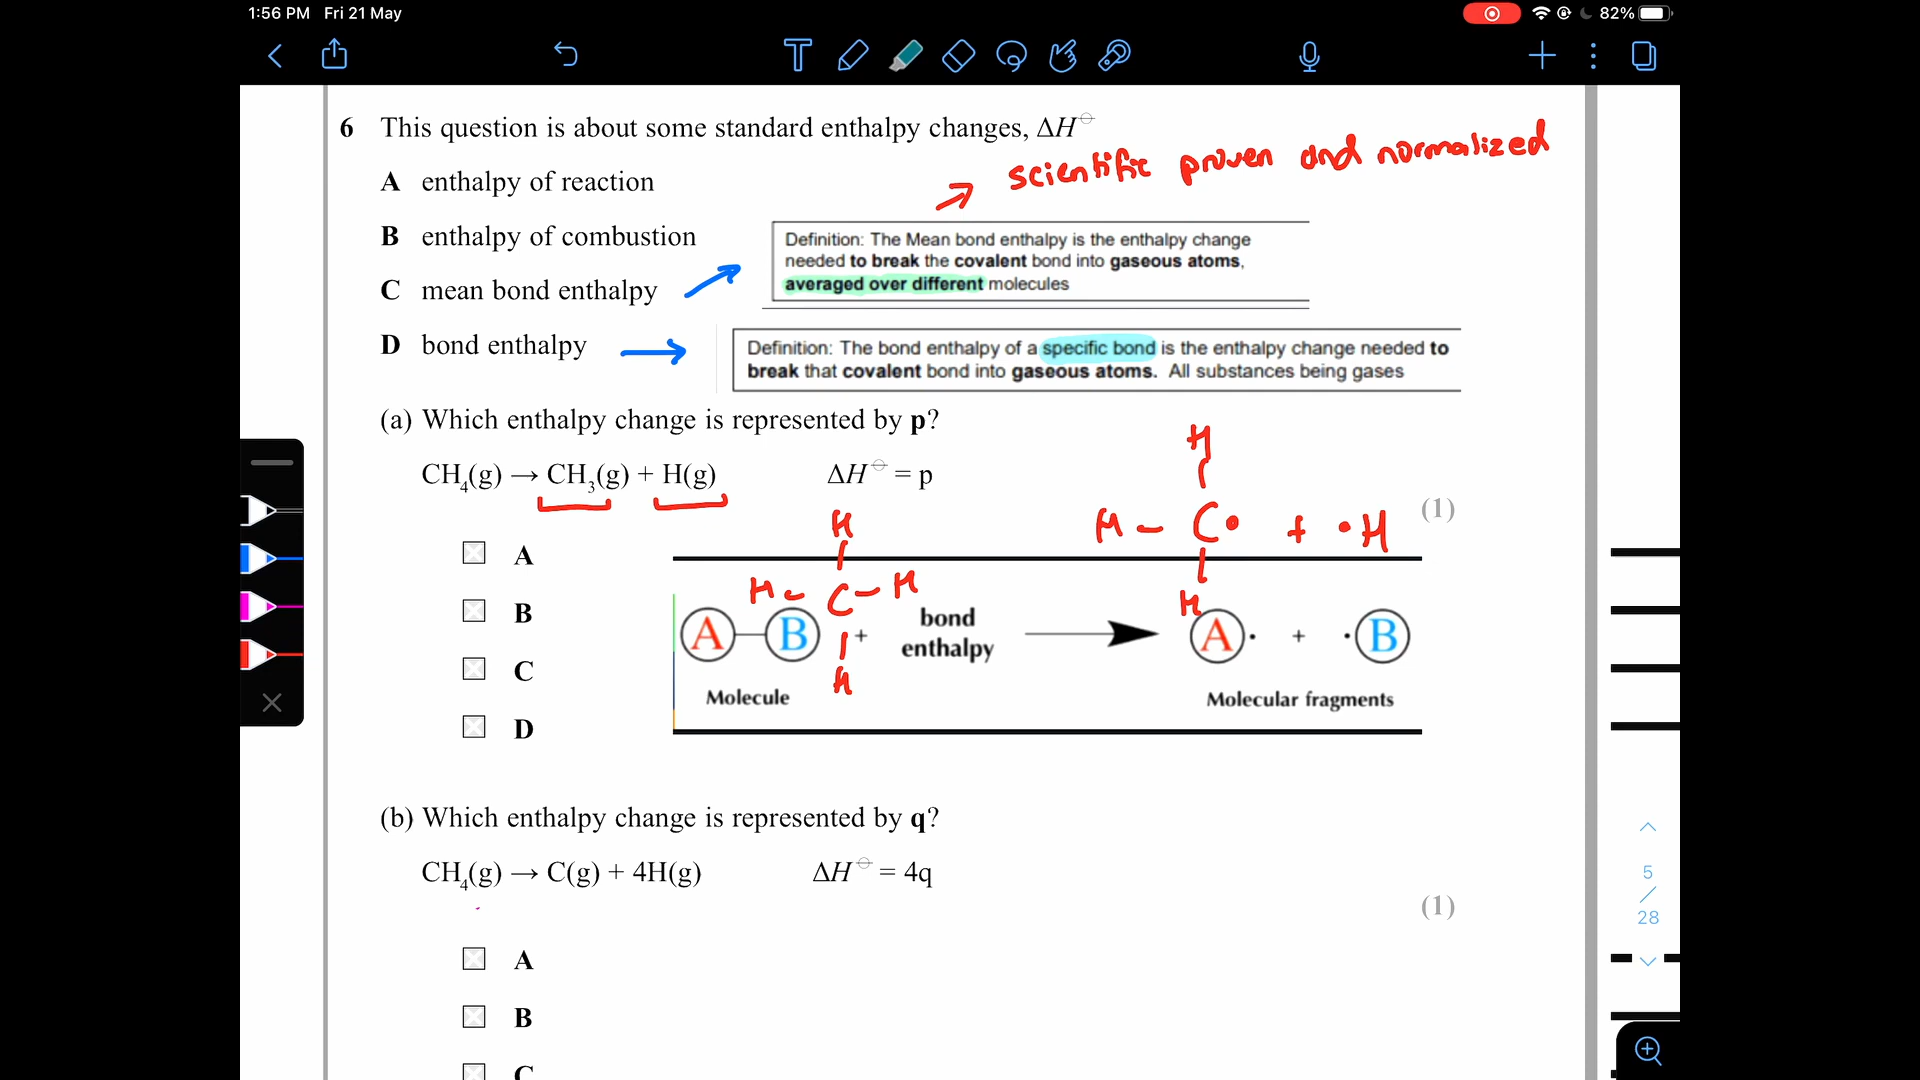 1:56 PM Fri 21 May
82%
6 This question is about some standard enthalpy changes, ΔH⊖
scientific proven and normalized
A enthalpy of reaction
B enthalpy of combustion
C mean bond enthalpy
D bond enthalpy
Definition: The Mean bond enthalpy is the enthalpy change
needed to break the covalent bond into gaseous atoms,
averaged over different molecules
Definition: The bond enthalpy of a specific bond is the enthalpy change needed to
break that covalent bond into gaseous atoms. All substances being gases
(a) Which enthalpy change is represented by p?
CH₄(g) → CH₃(g) + H(g) ΔH⊖ = p
(1)
A
B
C
D
H
H – C – H
H
H
H – C• + •H
H
A B + bond enthalpy A• + •B
Molecule
Molecular fragments
(b) Which enthalpy change is represented by q?
CH₄(g) → C(g) + 4H(g) ΔH⊖ = 4q
(1)
A
B
C
5
/
28